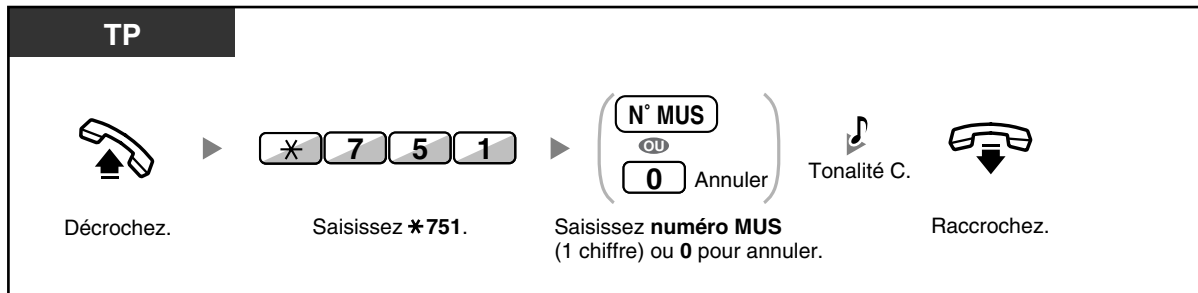 TP
* 7 5 1
N° MUS
OU
0 Annuler
Tonalité C.
Décrochez.
Saisissez *751.
Saisissez numéro MUS
(1 chiffre) ou 0 pour annuler.
Raccrochez.